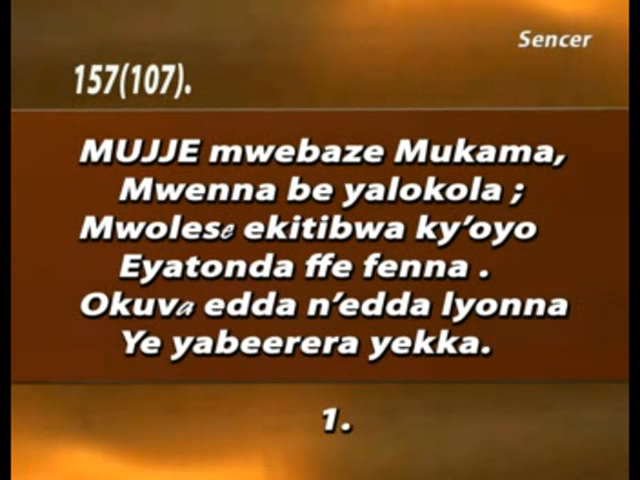 Sencer
157(107).
MUJJE mwebaze Mukama,
Mwenna be yalokola ;
Mwolese ekitibwa ky'oyo
Eyatonda ffe fenna .
Okuva edda n'edda lyonna
Ye yabeerera yekka.
1.